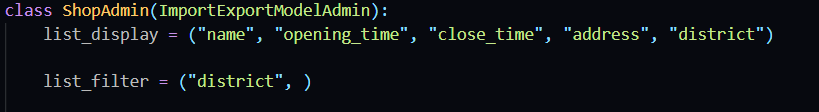 class ShopAdmin(ImportExportModelAdmin):
    list_display = ("name", "opening_time", "close_time", "address", "district")
    list_filter = ("district", )